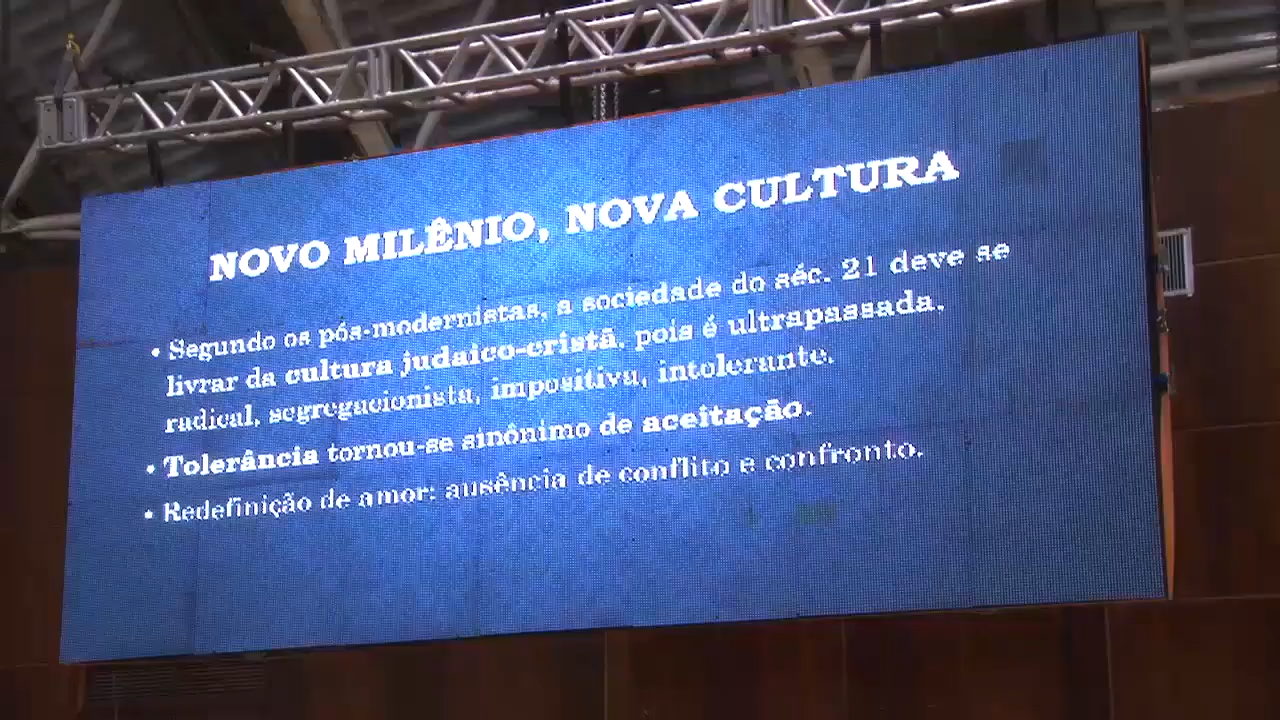 NOVO MILÊNIO, NOVA CULTURA
• Segundo os pós-modernistas, a sociedade do séc. 21 deve se
livrar da cultura judaico-cristã, pois é ultrapassada,
radical, segregacionista, impositiva, intolerante.
• Tolerância tornou-se sinônimo de aceitação.
• Redefinição de amor: ausência de conflito e confronto.